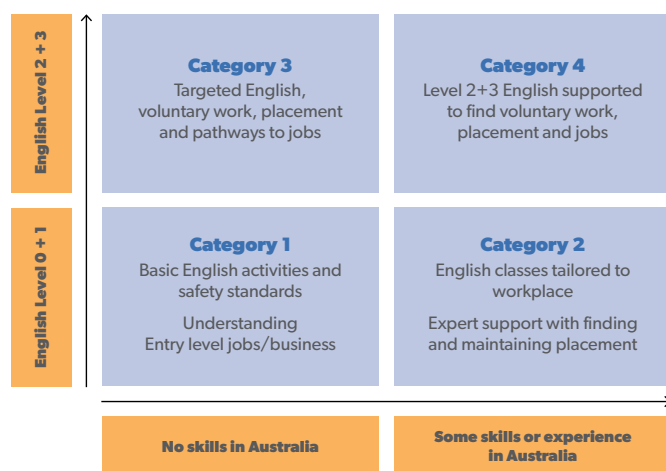 English Level 2 + 3
Category 3
Targeted English,
voluntary work, placement
and pathways to jobs
Category 4
Level 2+3 English supported
to find voluntary work,
placement and jobs
English Level 0 + 1
Category 1
Basic English activities and
safety standards
Understanding
Entry level jobs/business
Category 2
English classes tailored to
workplace
Expert support with finding
and maintaining placement
No skills in Australia
Some skills or experience
in Australia